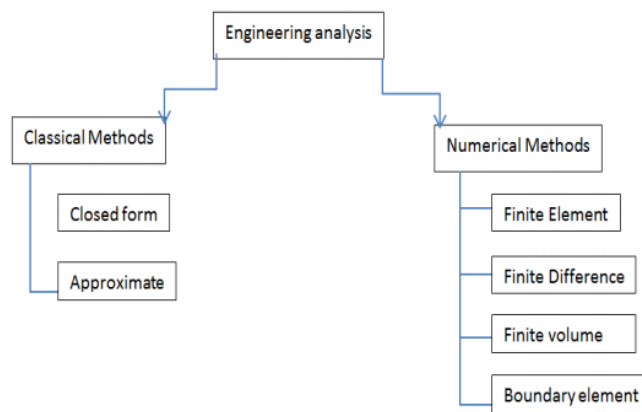 Engineering analysis
Classical Methods
Closed form
Approximate
Numerical Methods
Finite Element
Finite Difference
Finite volume
Boundary element